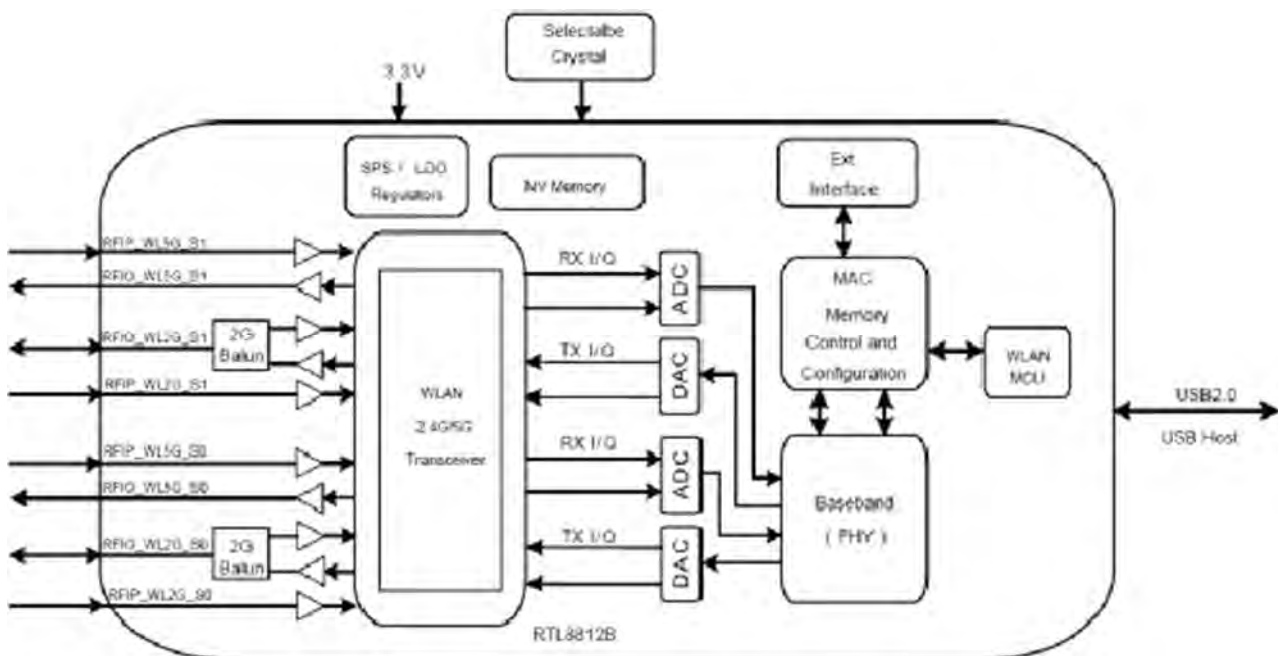 Selectalbe
Crystal
3.3V
SPS / LDO
Regulators
NV Memory
Ext
Interface
RFIP_WL5G_S1
RFIO_WL5G_S1
RFIO_WL2G_S1
RFIP_WL2G_S1
2G
Balun
RFIP_WL5G_S0
RFIO_WL5G_S0
RFIO_WL2G_S0
RFIP_WL2G_S0
2G
Balun
WLAN
2.4G/5G
Transceiver
RX I/Q
ADC
TX I/Q
DAC
RX I/Q
ADC
TX I/Q
DAC
MAC
Memory
Control and
Configuration
WLAN
MCU
Baseband
( PHY )
USB2.0
USB Host
RTL8812B